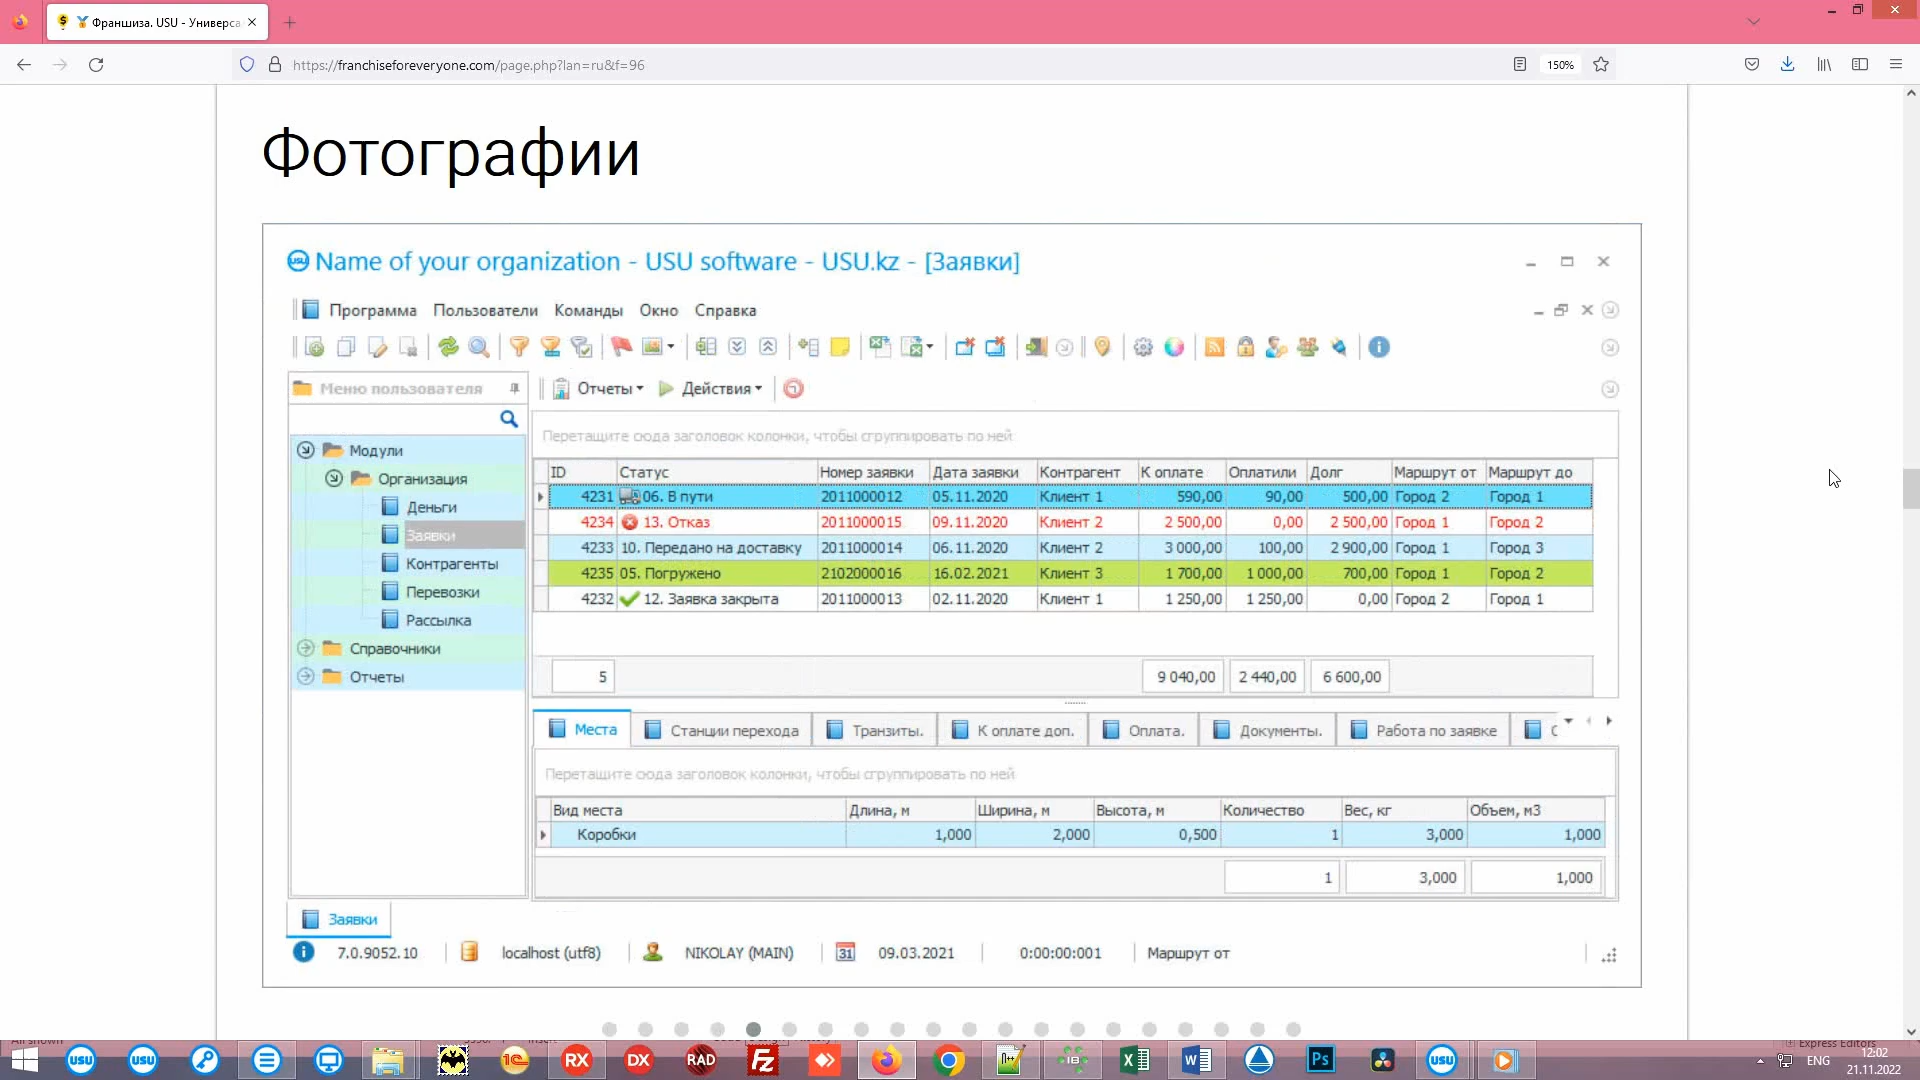 Франшиза. USU - Универса
https://franchiseforeveryone.com/page.php?lan=ru&f=96
150%
Фотографии
USU Name of your organization - USU software - USU.kz - [Заявки]
Программа Пользователи Команды Окно Справка
Меню пользователя
Отчеты Действия
Перетащите сюда заголовок колонки, чтобы сгруппировать по ней
Модули
Организация
Деньги
Заявки
Контрагенты
Перевозки
Рассылка
Справочники
Отчеты
ID Статус Номер заявки Дата заявки Контрагент К оплате Оплатили Долг Маршрут от Маршрут до
4231 06. В пути 2011000012 05.11.2020 Клиент 1 590,00 90,00 500,00 Город 2 Город 1
4234 13. Отказ 2011000015 09.11.2020 Клиент 2 2 500,00 0,00 2 500,00 Город 1 Город 2
4233 10. Передано на доставку 2011000014 06.11.2020 Клиент 2 3 000,00 100,00 2 900,00 Город 1 Город 3
4235 05. Погружено 2102000016 16.02.2021 Клиент 3 1 700,00 1 000,00 700,00 Город 1 Город 2
4232 12. Заявка закрыта 2011000013 02.11.2020 Клиент 1 1 250,00 1 250,00 0,00 Город 2 Город 1
5 9 040,00 2 440,00 6 600,00
Места Станции перехода Транзиты. К оплате доп. Оплата. Документы. Работа по заявке
Перетащите сюда заголовок колонки, чтобы сгруппировать по ней
Вид места Длина, м Ширина, м Высота, м Количество Вес, кг Объем, м3
Коробки 1,000 2,000 0,500 1 3,000 1,000
1 3,000 1,000
Заявки
7.0.9052.10 localhost (utf8) NIKOLAY (MAIN) 31 09.03.2021 0:00:00:001 Маршрут от
Express Editors
USU USU 1С RX DX RAD FZ Ps USU
ENG
12:02
21.11.2022